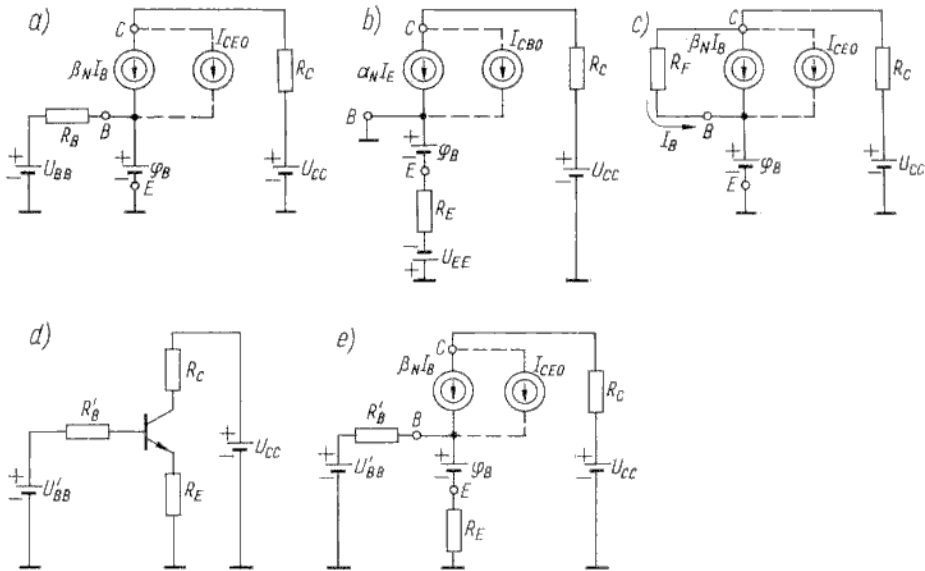 a)
C
I_CEO
β_N I_B
R_C
R_B
B
+
−
U_BB
+
−
φ_B
E
+
−
U_CC
b)
C
I_CBO
α_N I_E
R_C
B
+
−
φ_B
E
R_E
−
+
U_EE
+
−
U_CC
c)
C
β_N I_B
I_CEO
R_F
R_C
I_B
B
+
−
φ_B
E
+
−
U_CC
d)
R_C
R'_B
+
−
U_CC
+
−
U'_BB
R_E
e)
C
β_N I_B
I_CEO
R_C
R'_B
B
+
−
U'_BB
+
−
φ_B
E
+
−
U_CC
R_E